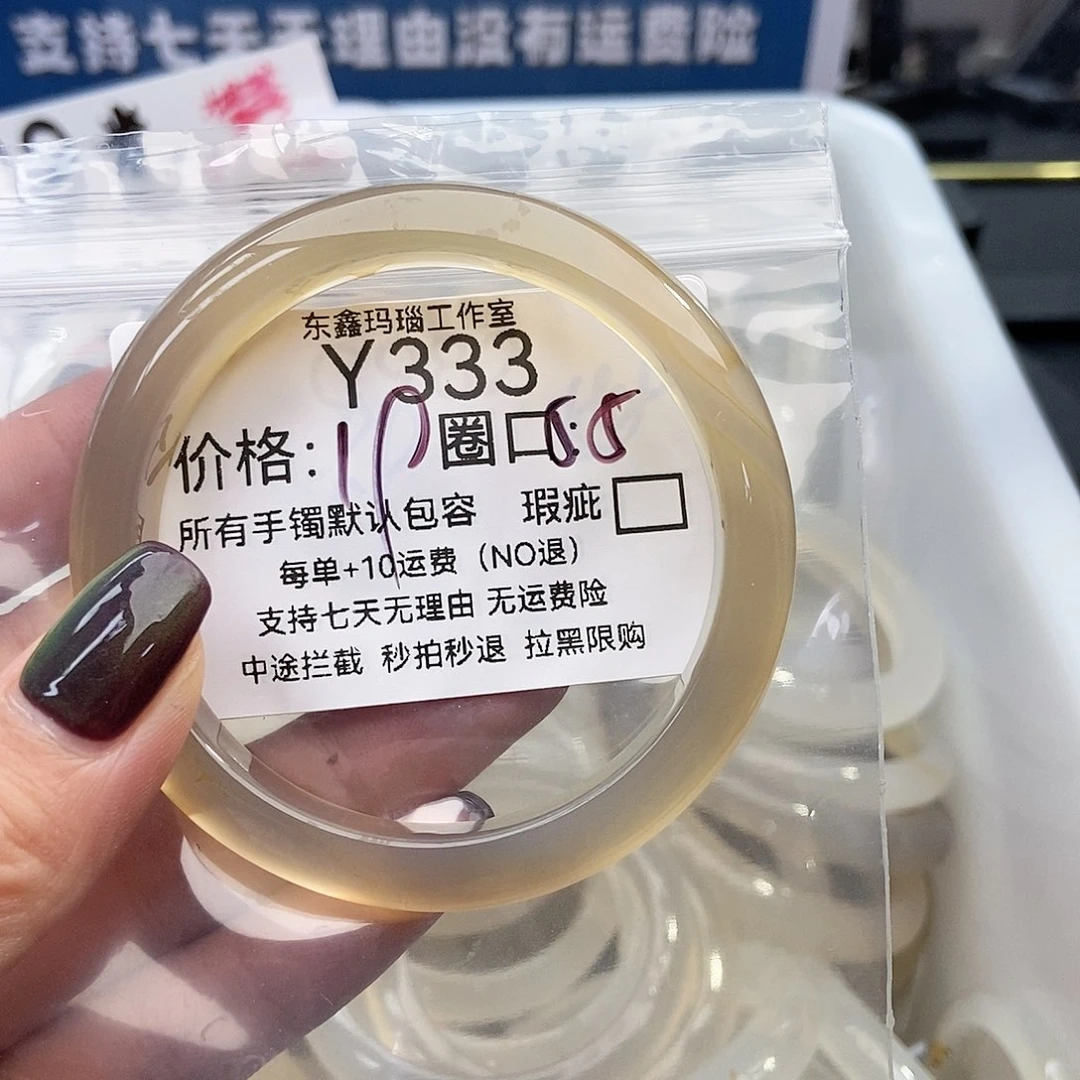 支持七天无理由没有运费险
东鑫玛瑙工作室
Y333
价格: 圈口:
所有手镯默认包容 瑕疵
每单+10运费（NO退）
支持七天无理由 无运费险
中途拦截 秒拍秒退 拉黑限购